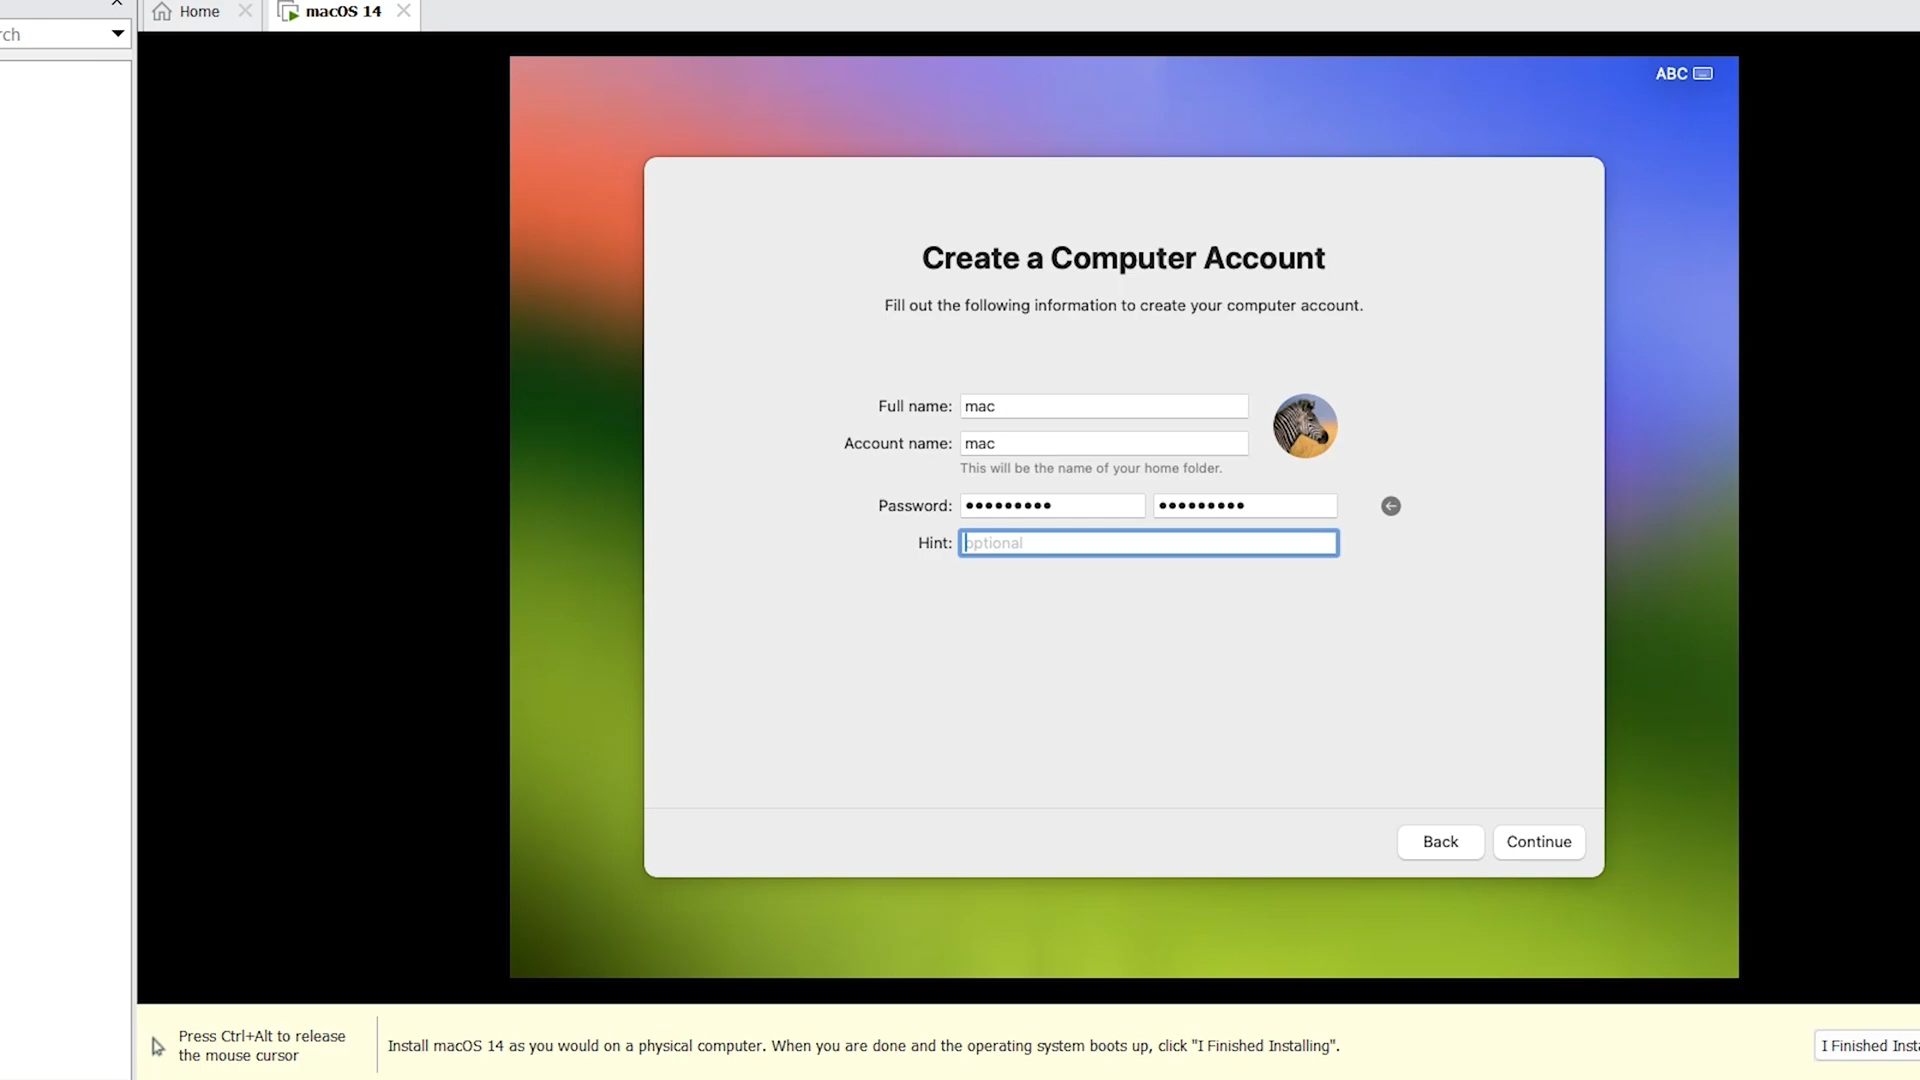 Home
macOS 14
rch
ABC
Create a Computer Account
Fill out the following information to create your computer account.
Full name: mac
Account name: mac
This will be the name of your home folder.
Password: ••••••••• •••••••••
Hint: optional
Back
Continue
Press Ctrl+Alt to release
the mouse cursor
Install macOS 14 as you would on a physical computer. When you are done and the operating system boots up, click "I Finished Installing".
I Finished Insta